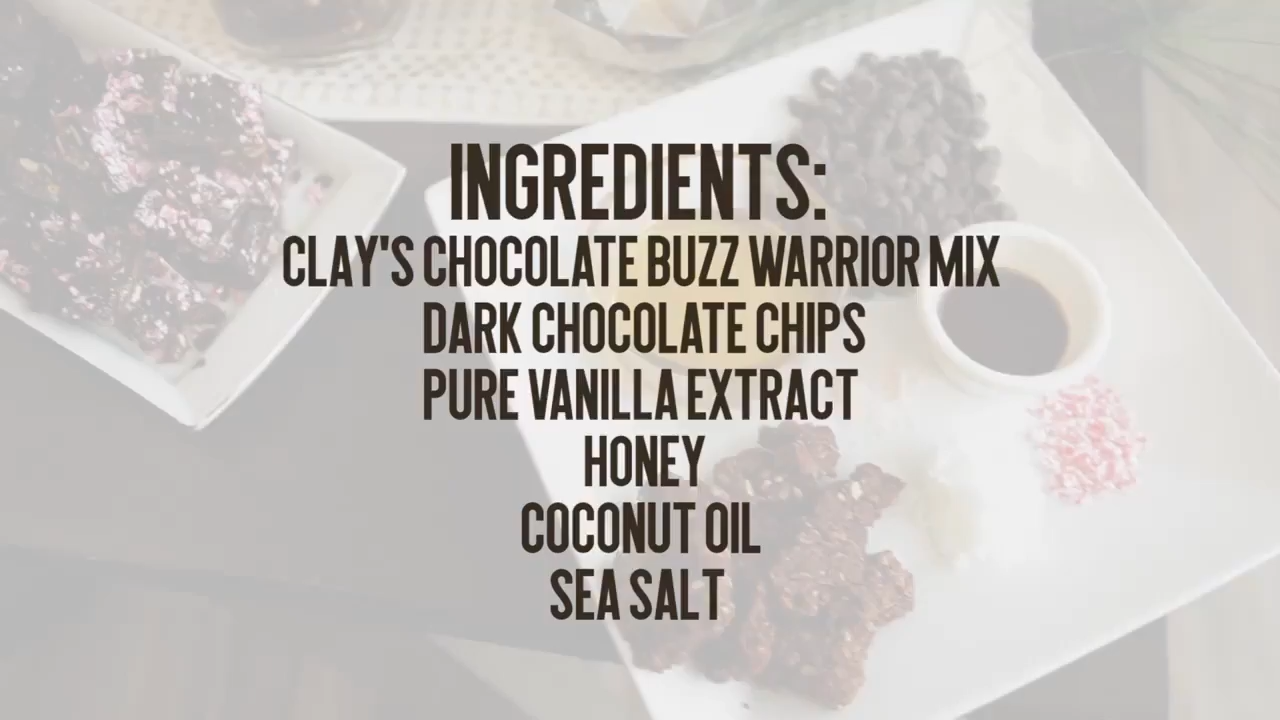 INGREDIENTS:
CLAY'S CHOCOLATE BUZZ WARRIOR MIX
DARK CHOCOLATE CHIPS
PURE VANILLA EXTRACT
HONEY
COCONUT OIL
SEA SALT